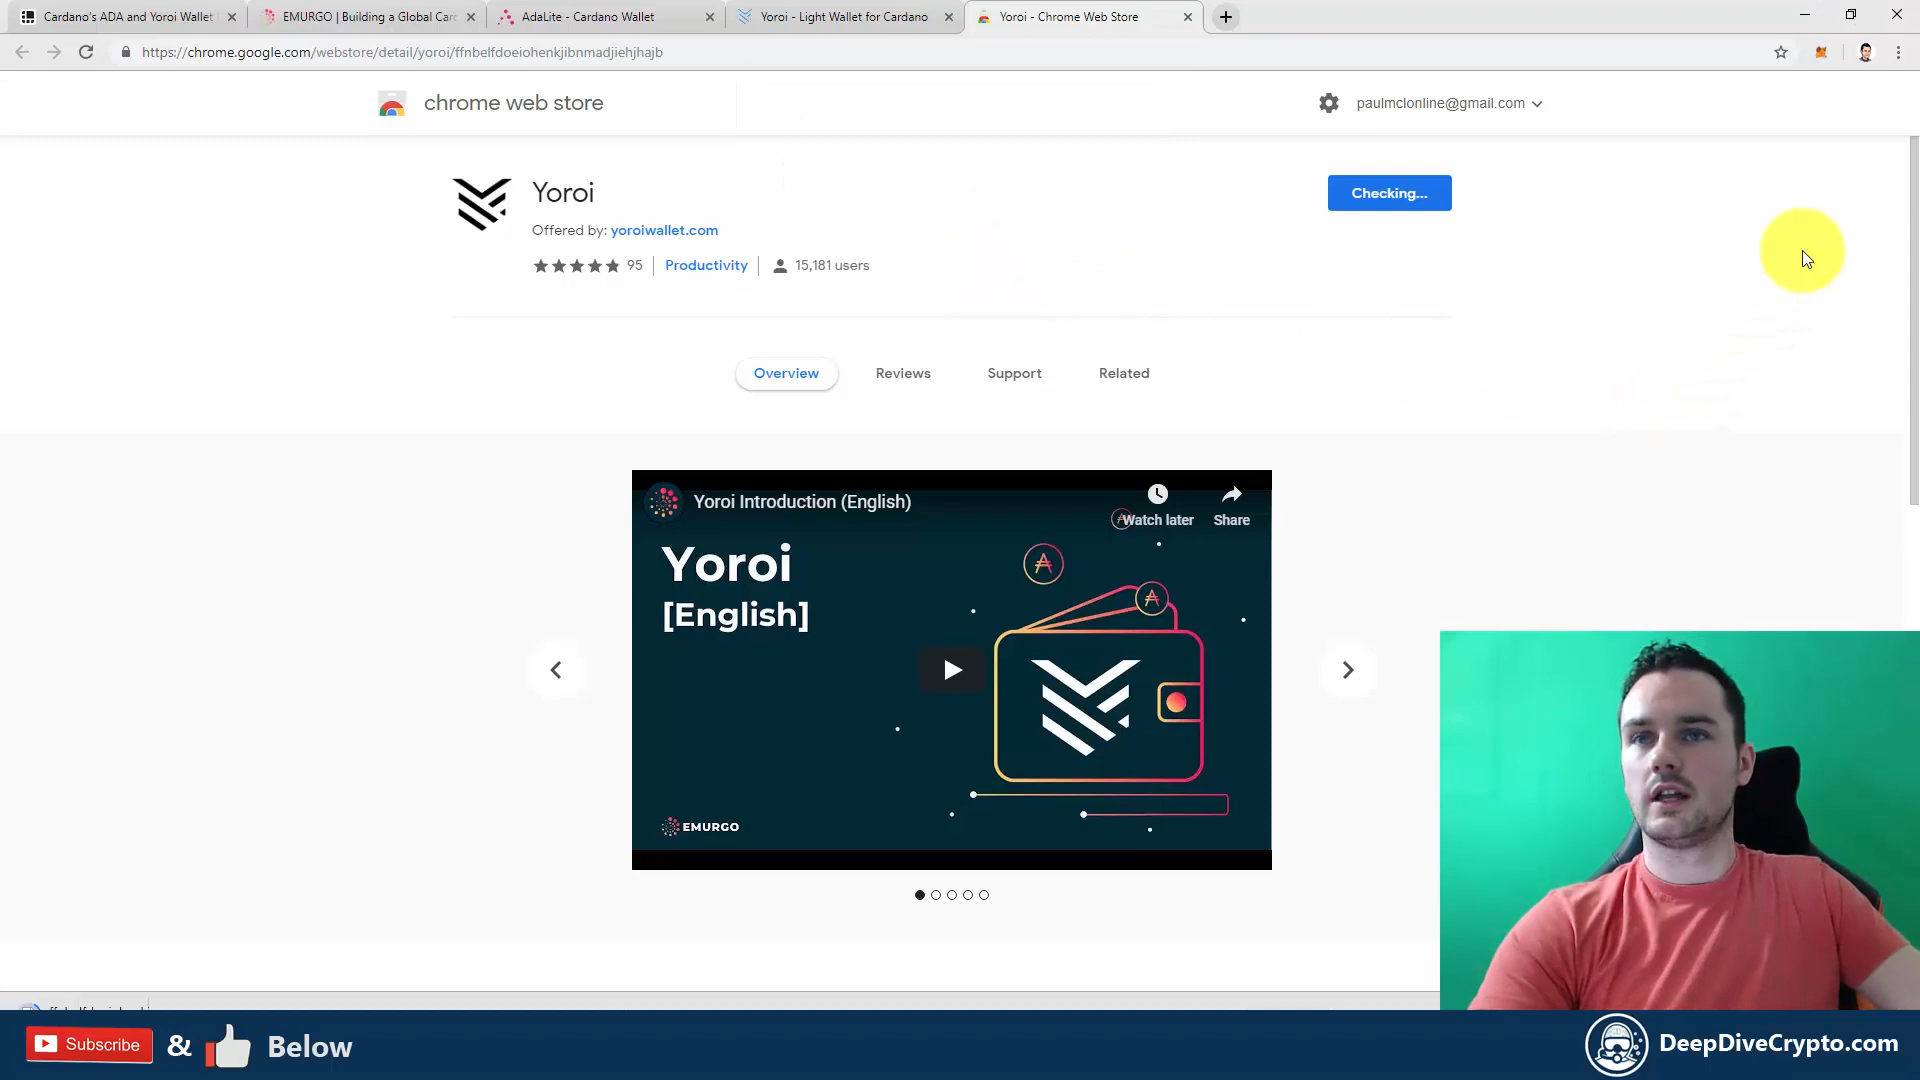 Cardano's ADA and Yoroi Wallet
EMURGO | Building a Global Car
AdaLite - Cardano Wallet
Yoroi - Light Wallet for Cardano
Yoroi - Chrome Web Store
https://chrome.google.com/webstore/detail/yoroi/ffnbelfdoeiohenkjibnmadjiehjhajb
chrome web store
paulmclonline@gmail.com
Yoroi
Checking...
Offered by: yoroiwallet.com
95
Productivity
15,181 users
Overview
Reviews
Support
Related
Yoroi Introduction (English)
Watch later
Share
Yoroi
[English]
EMURGO
Subscribe & Below
DeepDiveCrypto.com